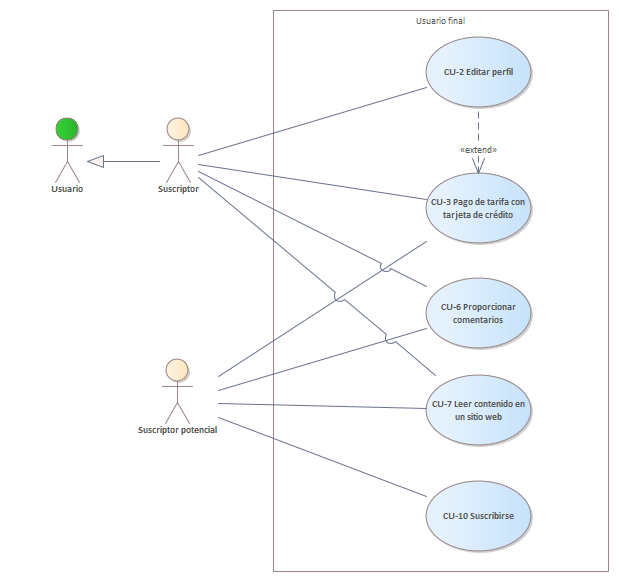 Usuario final
CU-2 Editar perfil
«extend»
Usuario
Suscriptor
CU-3 Pago de tarifa con
tarjeta de crédito
CU-6 Proporcionar
comentarios
CU-7 Leer contenido en
un sitio web
Suscriptor potencial
CU-10 Suscribirse